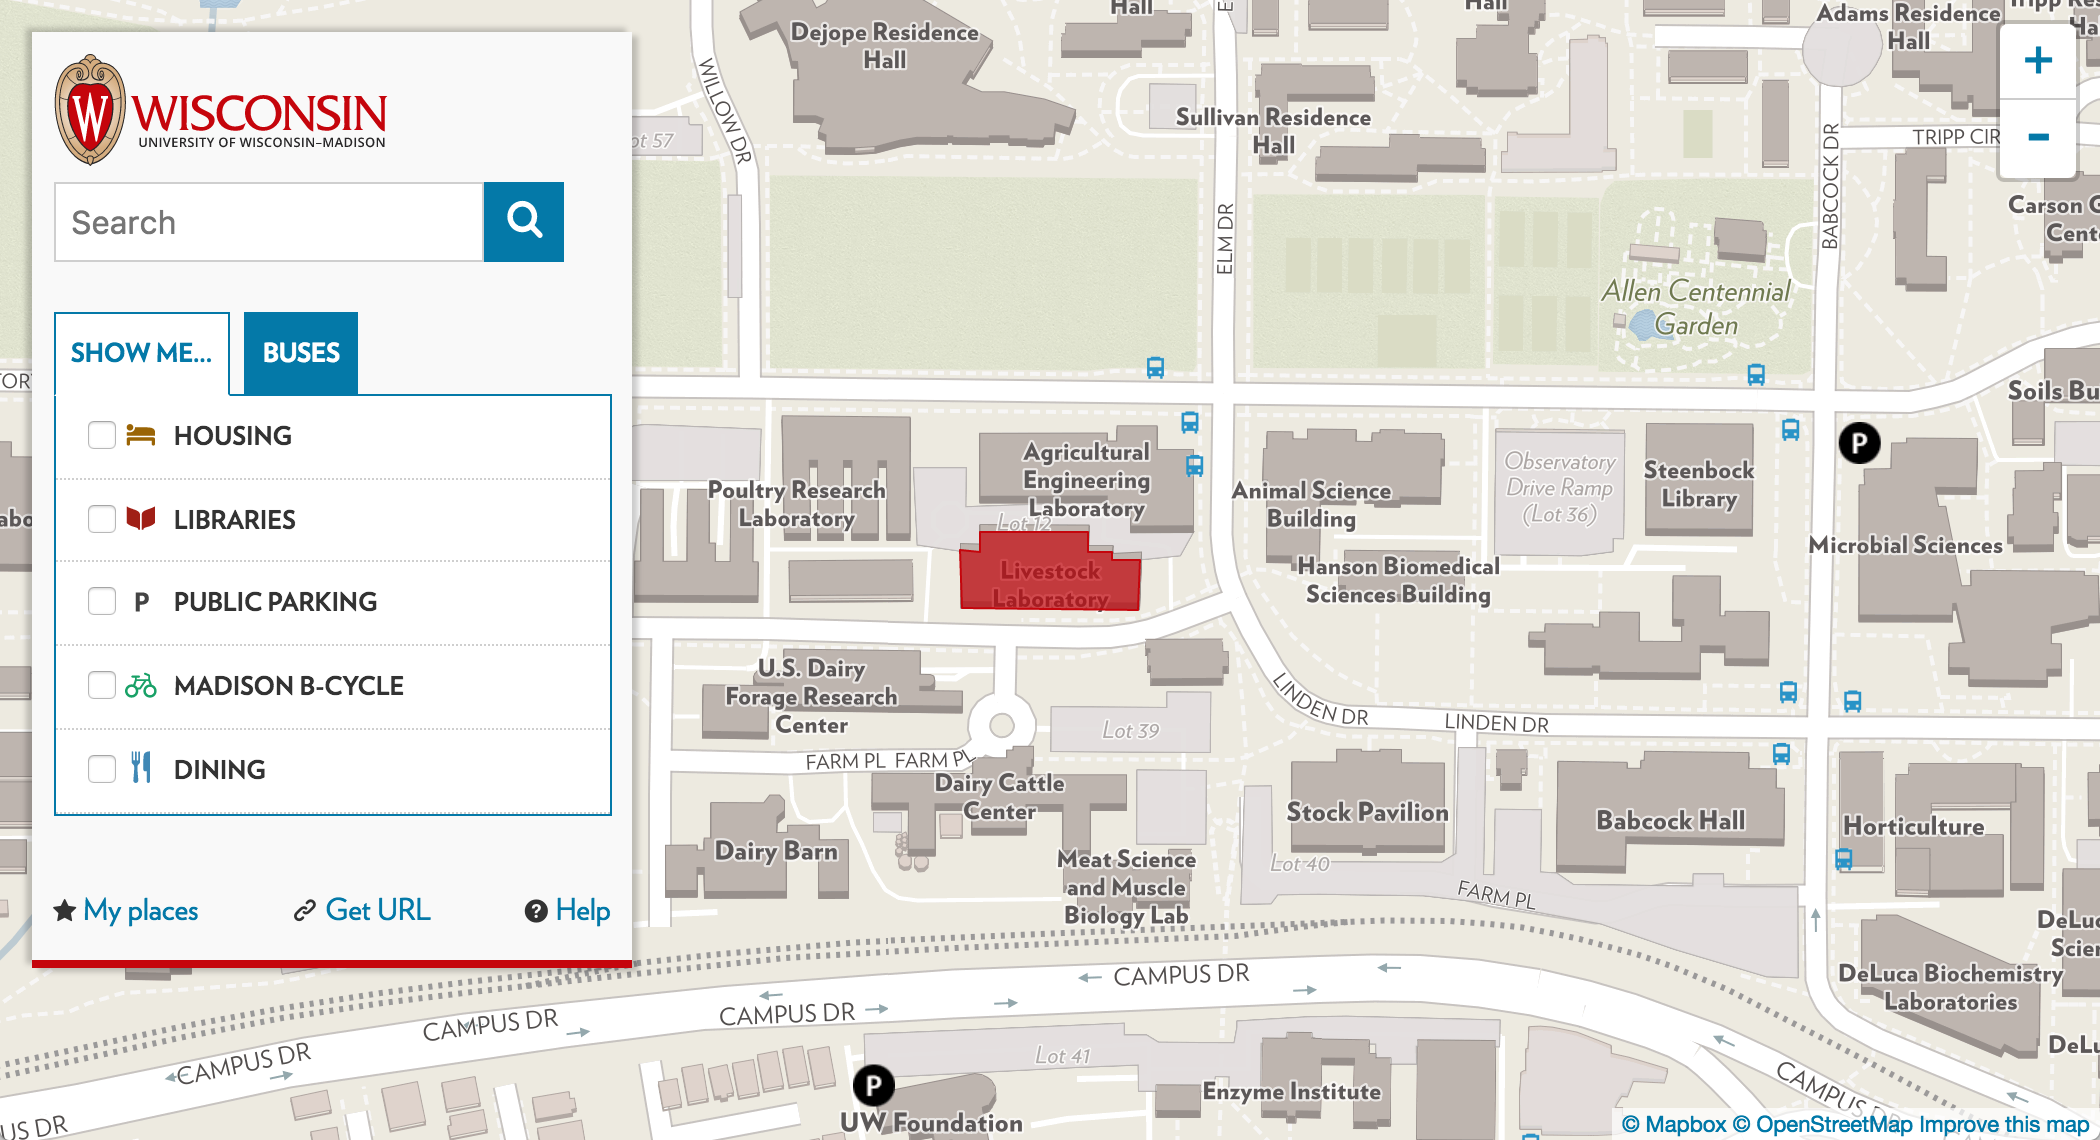 WISCONSIN
UNIVERSITY OF WISCONSIN–MADISON
Search
SHOW ME...
BUSES
HOUSING
LIBRARIES
P PUBLIC PARKING
MADISON B-CYCLE
DINING
My places
Get URL
Help
Hall
Hall
Dejope Residence
Hall
Adams Residence
Hall
+
-
WILLOW DR
Sullivan Residence
Hall
TRIPP CIR
BABCOCK DR
ELM DR
Allen Centennial
Garden
P
Agricultural
Engineering
Laboratory
Poultry Research
Laboratory
Lot 12
Livestock
Laboratory
Animal Science
Building
Hanson Biomedical
Sciences Building
Observatory
Drive Ramp
(Lot 36)
Steenbock
Library
Microbial Sciences
U.S. Dairy
Forage Research
Center
Lot 39
LINDEN DR
LINDEN DR
FARM PL
FARM PL
Dairy Cattle
Center
Stock Pavilion
Babcock Hall
Horticulture
Dairy Barn
Meat Science
and Muscle
Biology Lab
Lot 40
FARM PL
DeLuca Biochemistry
Laboratories
CAMPUS DR
CAMPUS DR
CAMPUS DR
CAMPUS DR
CAMPUS DR
Lot 41
P
UW Foundation
Enzyme Institute
© Mapbox © OpenStreetMap Improve this map